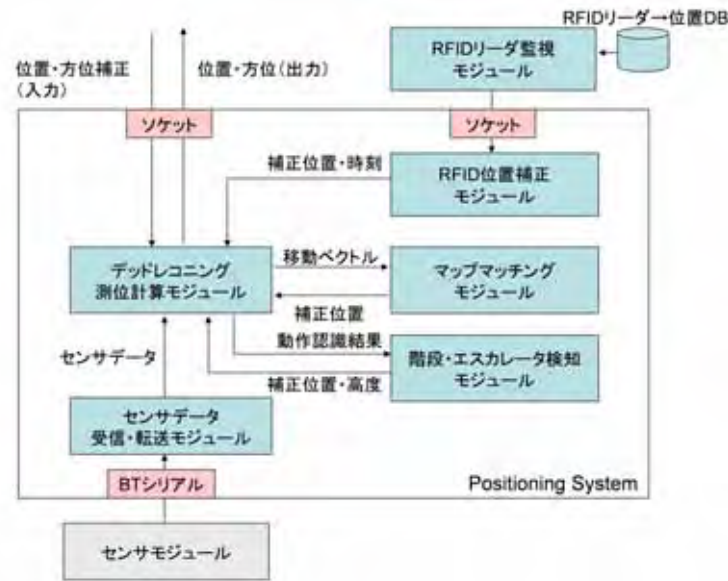 RFIDリーダ→位置DB
RFIDリーダ監視
モジュール
位置・方位補正
(入力)
位置・方位(出力)
ソケット
ソケット
補正位置・時刻
RFID位置補正
モジュール
デッドレコニング
測位計算モジュール
移動ベクトル
マップマッチング
モジュール
補正位置
動作認識結果
階段・エスカレータ検知
モジュール
センサデータ
補正位置・高度
センサデータ
受信・転送モジュール
BTシリアル
Positioning System
センサモジュール